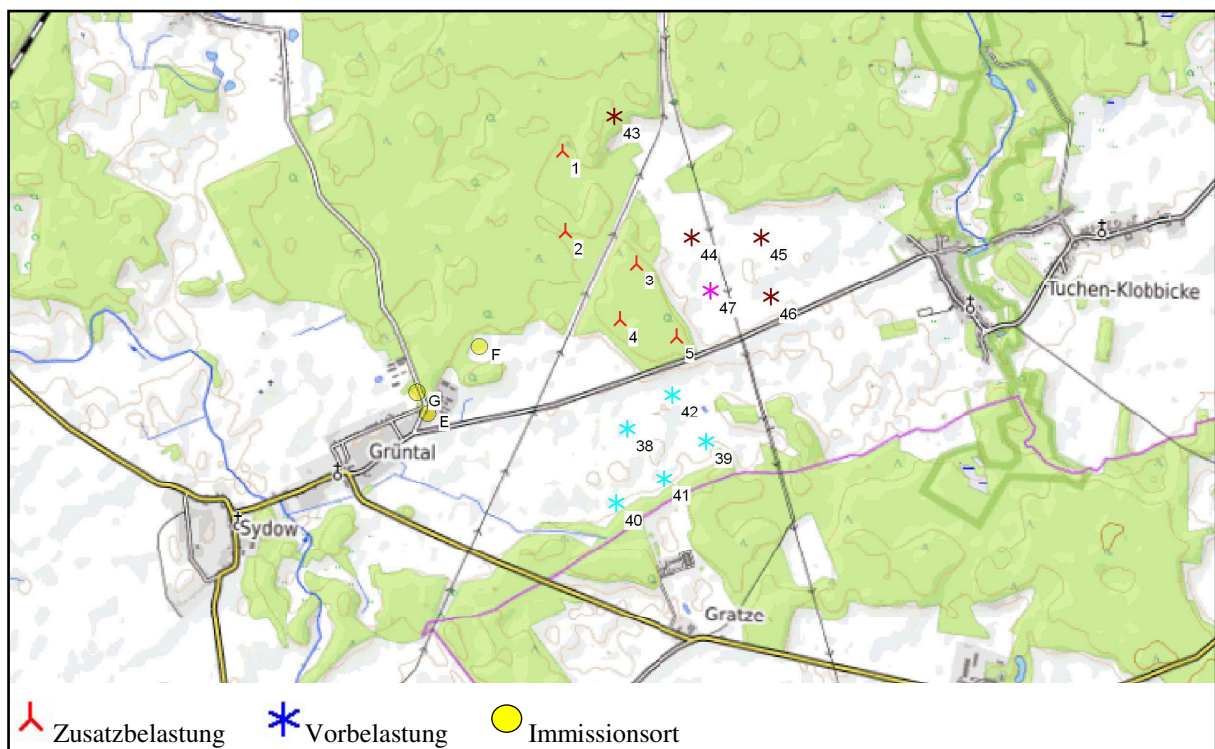 43
1
2
44
45
3
Tuchen-Klobbicke
47
46
4
5
F
G
42
E
38
Grüntal
39
41
40
Sydow
Gratze
Zusatzbelastung Vorbelastung Immissionsort